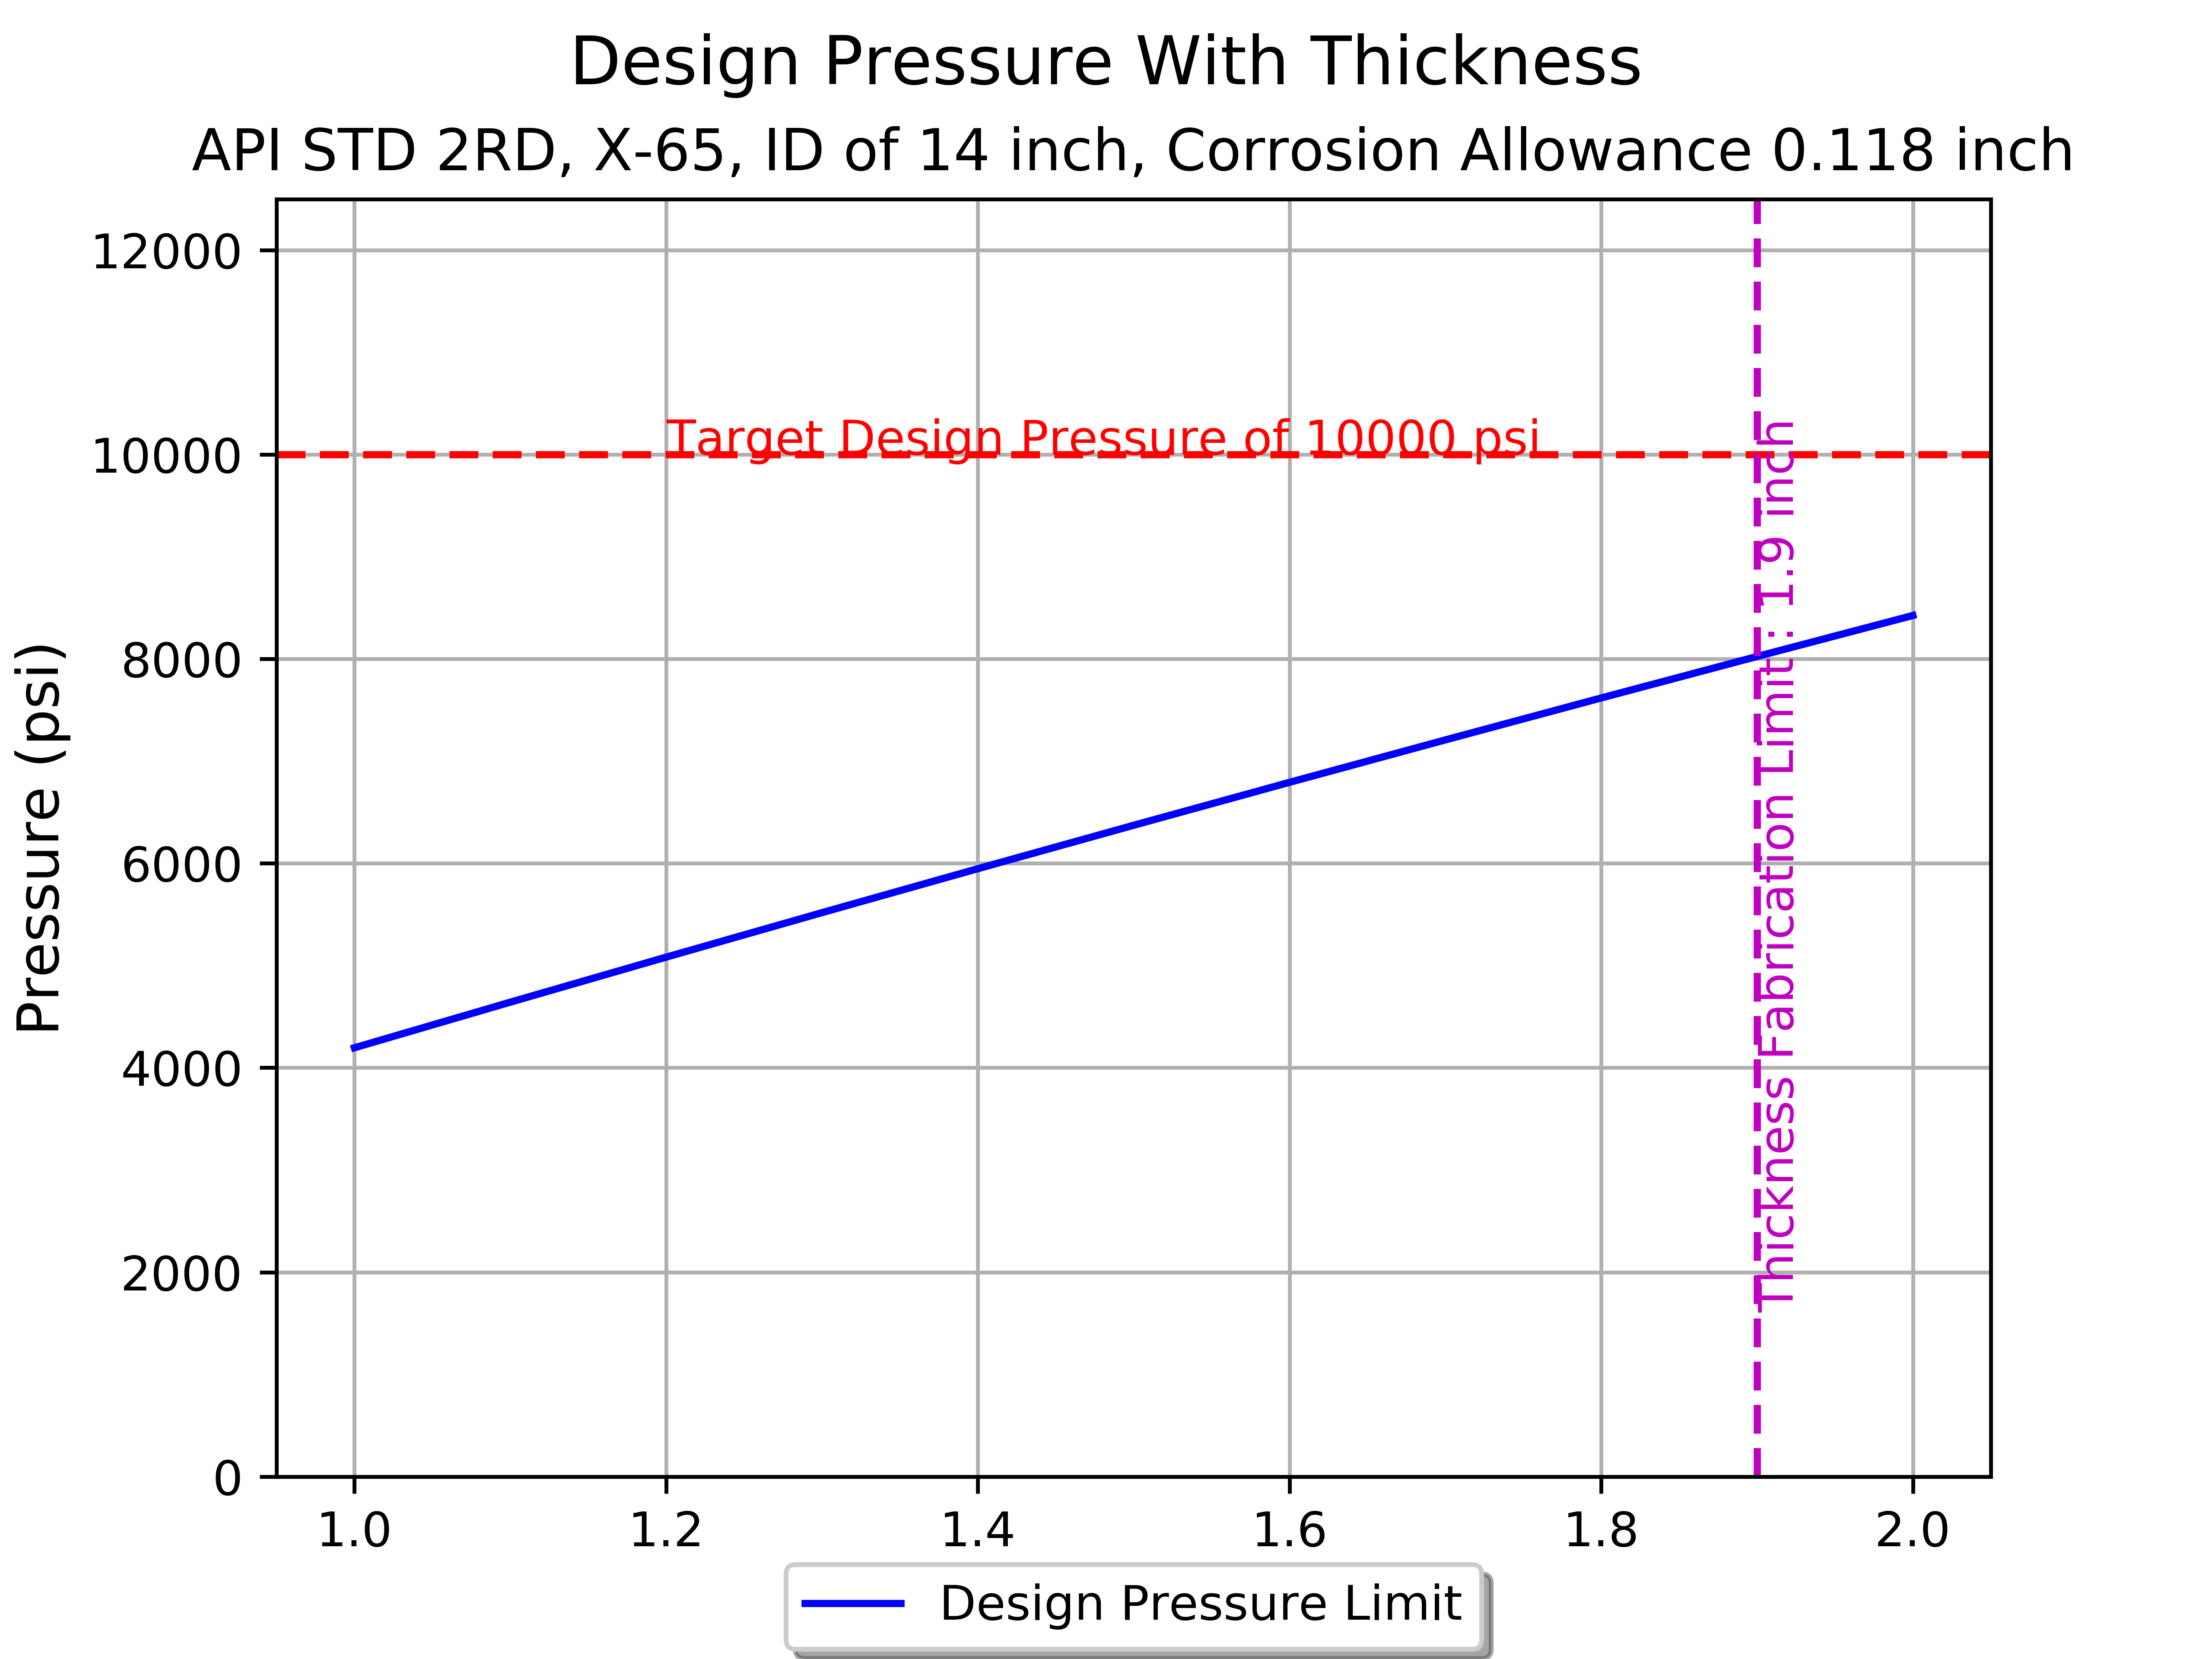 Design Pressure With Thickness
API STD 2RD, X-65, ID of 14 inch, Corrosion Allowance 0.118 inch
Pressure (psi)
12000
10000
8000
6000
4000
2000
0
Target Design Pressure of 10000 psi
Thickness Fabrication Limit: 1.9 inch
1.0 1.2 1.4 1.6 1.8 2.0
Design Pressure Limit